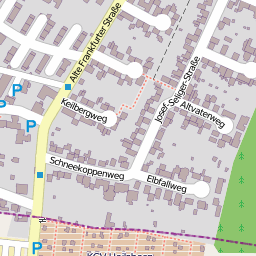 Alte Frankfurter Straße
P
P
Keilbergweg
Josef-
Seliger-Straße
Altvaterweg
P
Schneekoppenweg
Elbfallweg
P